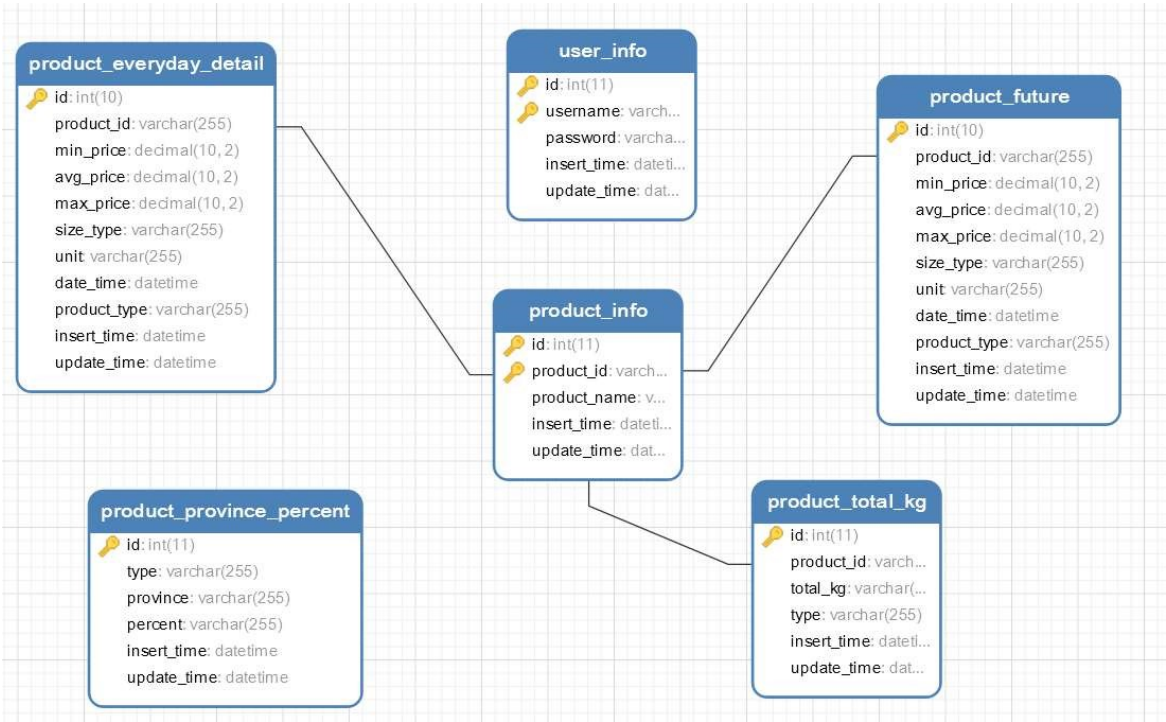 product_everyday_detail
id: int(10)
product_id: varchar(255)
min_price: decimal(10, 2)
avg_price: decimal(10, 2)
max_price: decimal(10, 2)
size_type: varchar(255)
unit: varchar(255)
date_time: datetime
product_type: varchar(255)
insert_time: datetime
update_time: datetime
user_info
id: int(11)
username: varch...
password: varcha...
insert_time: dateti...
update_time: dat...
product_future
id: int(10)
product_id: varchar(255)
min_price: decimal(10, 2)
avg_price: decimal(10, 2)
max_price: decimal(10, 2)
size_type: varchar(255)
unit: varchar(255)
date_time: datetime
product_type: varchar(255)
insert_time: datetime
update_time: datetime
product_info
id: int(11)
product_id: varch...
product_name: v...
insert_time: dateti...
update_time: dat...
product_province_percent
id: int(11)
type: varchar(255)
province: varchar(255)
percent: varchar(255)
insert_time: datetime
update_time: datetime
product_total_kg
id: int(11)
product_id: varch...
total_kg: varchar(...
type: varchar(255)
insert_time: dateti...
update_time: dat...